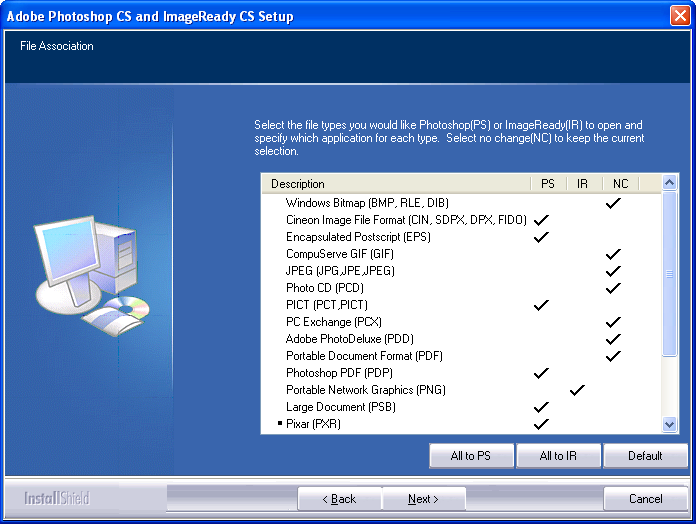 Adobe Photoshop CS and ImageReady CS Setup
File Association
Select the file types you would like Photoshop(PS) or ImageReady(IR) to open and
specify which application for each type. Select no change(NC) to keep the current
selection.
Description PS IR NC
Windows Bitmap (BMP, RLE, DIB)
Cineon Image File Format (CIN, SDPX, DPX, FIDO)
Encapsulated Postscript (EPS)
CompuServe GIF (GIF)
JPEG (JPG,JPE,JPEG)
Photo CD (PCD)
PICT (PCT,PICT)
PC Exchange (PCX)
Adobe PhotoDeluxe (PDD)
Portable Document Format (PDF)
Photoshop PDF (PDP)
Portable Network Graphics (PNG)
Large Document (PSB)
Pixar (PXR)
All to PS All to IR Default
InstallShield
< Back Next > Cancel